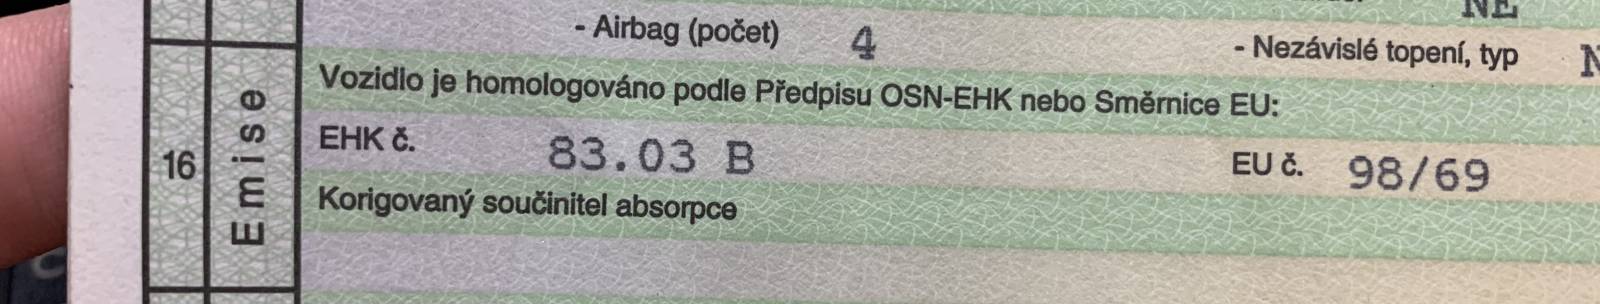 NE
- Airbag (počet) 4 - Nezávislé topení, typ N
Vozidlo je homologováno podle Předpisu OSN-EHK nebo Směrnice EU:
16 Emise EHK č. 83.03 B EU č. 98/69
Korigovaný součinitel absorpce